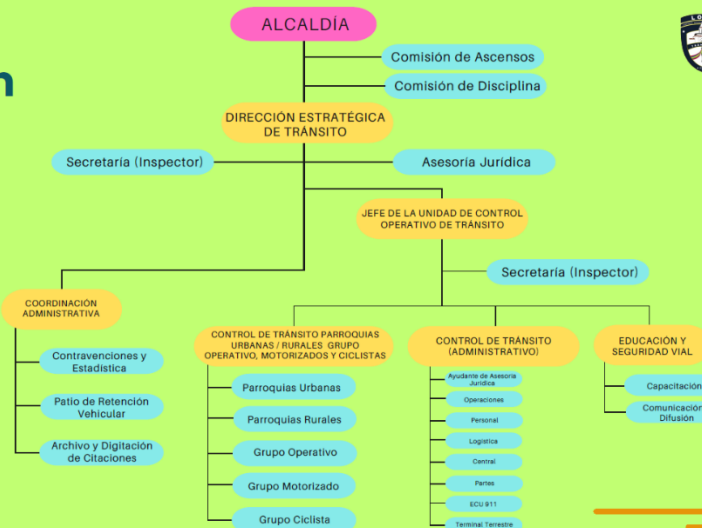 ALCALDÍA
Comisión de Ascensos
Comisión de Disciplina
DIRECCIÓN ESTRATÉGICA
DE TRÁNSITO
Secretaría (Inspector)
Asesoría Jurídica
JEFE DE LA UNIDAD DE CONTROL
OPERATIVO DE TRÁNSITO
Secretaría (Inspector)
COORDINACIÓN
ADMINISTRATIVA
Contravenciones y
Estadística
Patio de Retención
Vehicular
Archivo y Digitación
de Citaciones
CONTROL DE TRÁNSITO PARROQUIAS
URBANAS / RURALES GRUPO
OPERATIVO, MOTORIZADOS Y CICLISTAS
Parroquias Urbanas
Parroquias Rurales
Grupo Operativo
Grupo Motorizado
Grupo Ciclista
CONTROL DE TRÁNSITO
(ADMINISTRATIVO)
Ayudante de Asesoría
Jurídica
Operaciones
Personal
Logística
Central
Partes
ECU 911
Terminal Terrestre
EDUCACIÓN Y
SEGURIDAD VIAL
Capacitación
Comunicación
Difusión